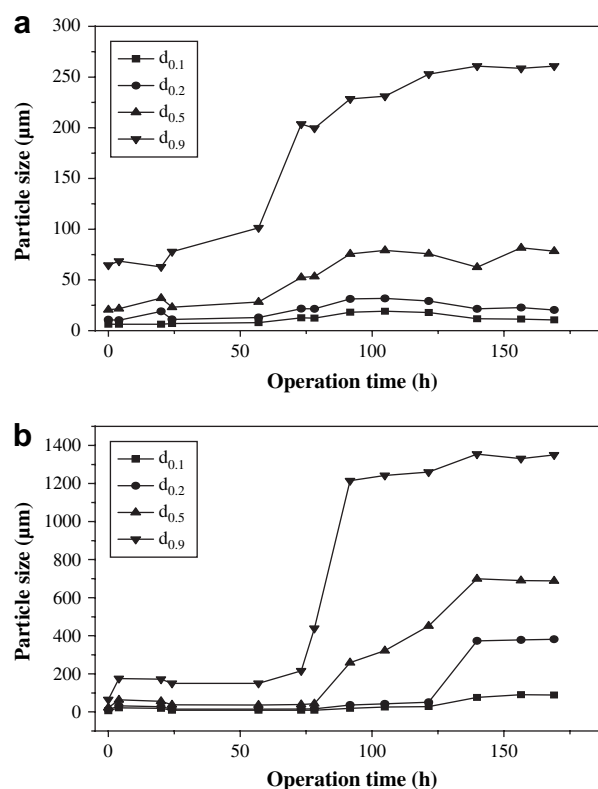 a
300
250
200
150
100
50
0
Particle size (µm)
d0.1
d0.2
d0.5
d0.9
0 50 100 150
Operation time (h)
b
1400
1200
1000
800
600
400
200
0
Particle size (µm)
d0.1
d0.2
d0.5
d0.9
0 50 100 150
Operation time (h)